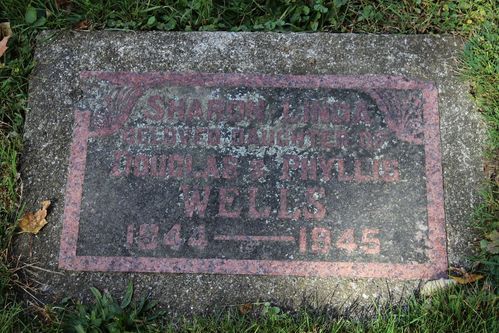 SHARON LINDA
BELOVED DAUGHTER OF
DOUGLAS & PHYLLIS
WELLS
1944 — 1945